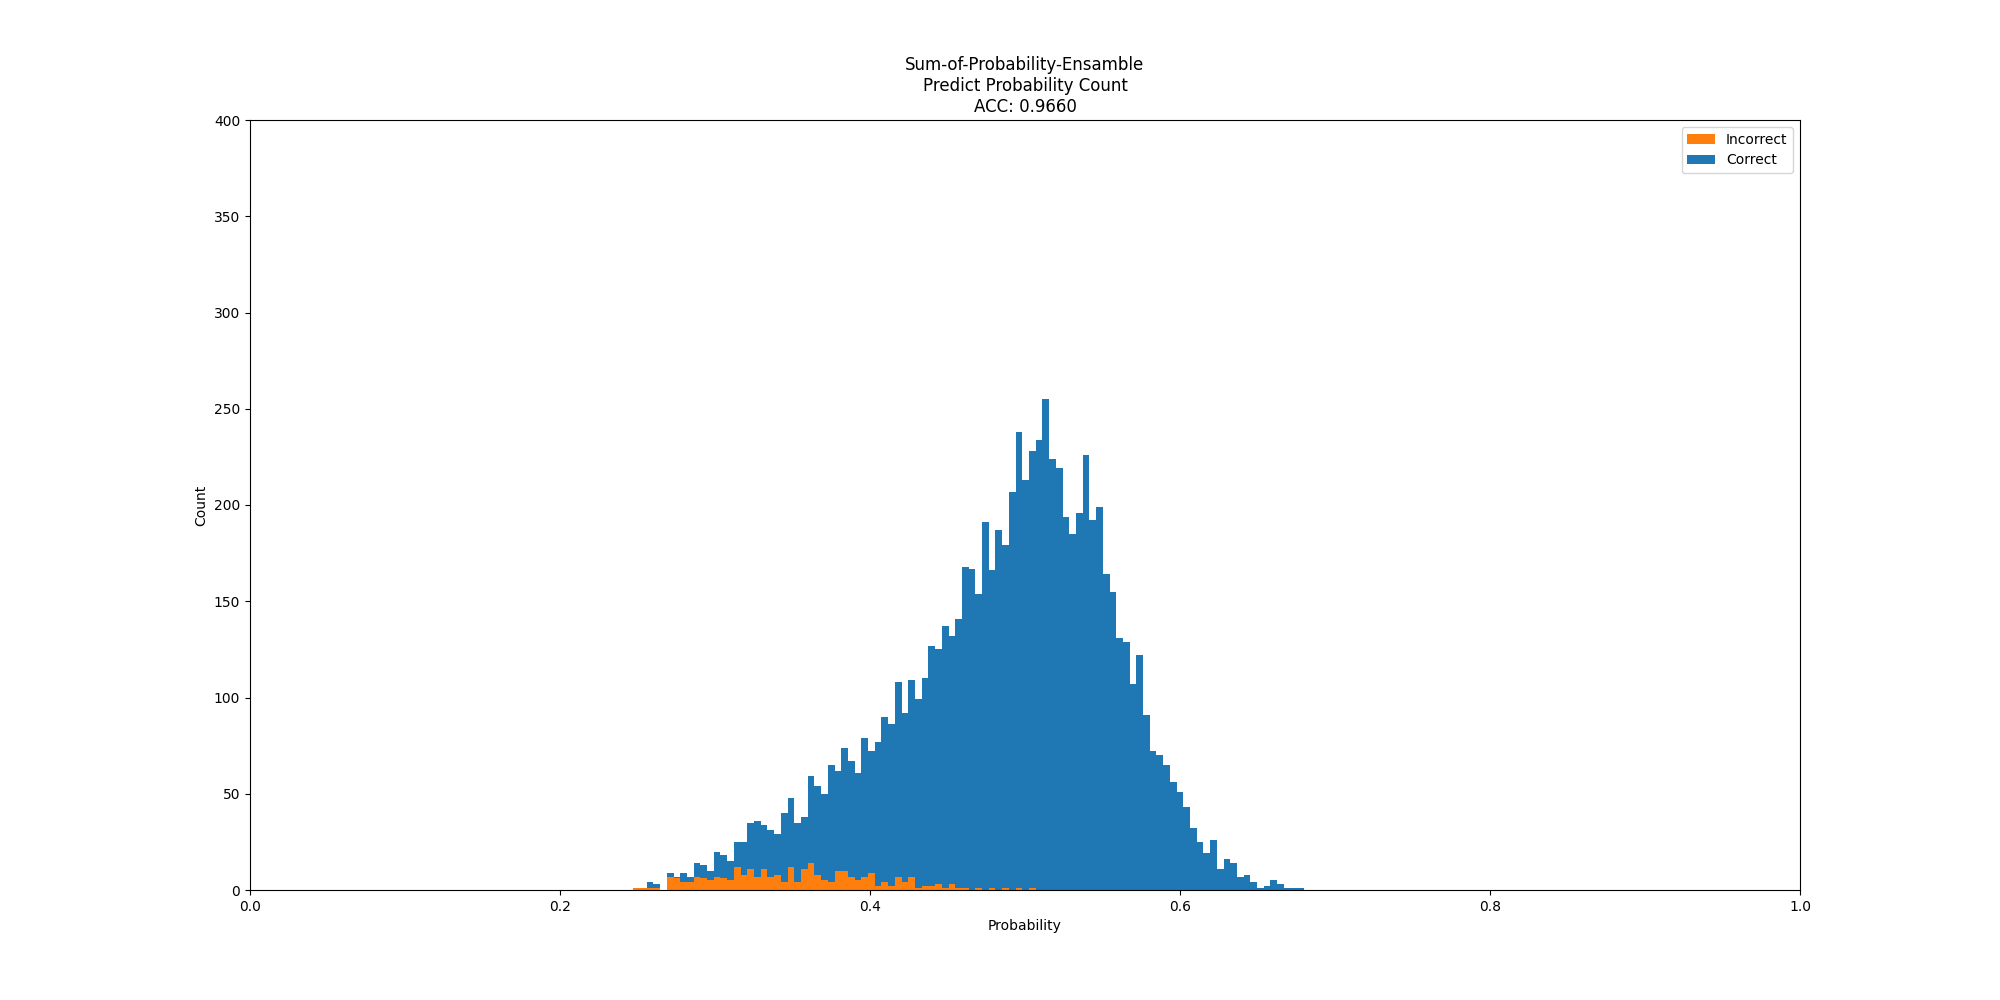 Sum-of-Probability-Ensamble
Predict Probability Count
ACC: 0.9660
Incorrect
Correct
400
350
300
250
200
150
100
50
0
Count
0.0 0.2 0.4 0.6 0.8 1.0
Probability